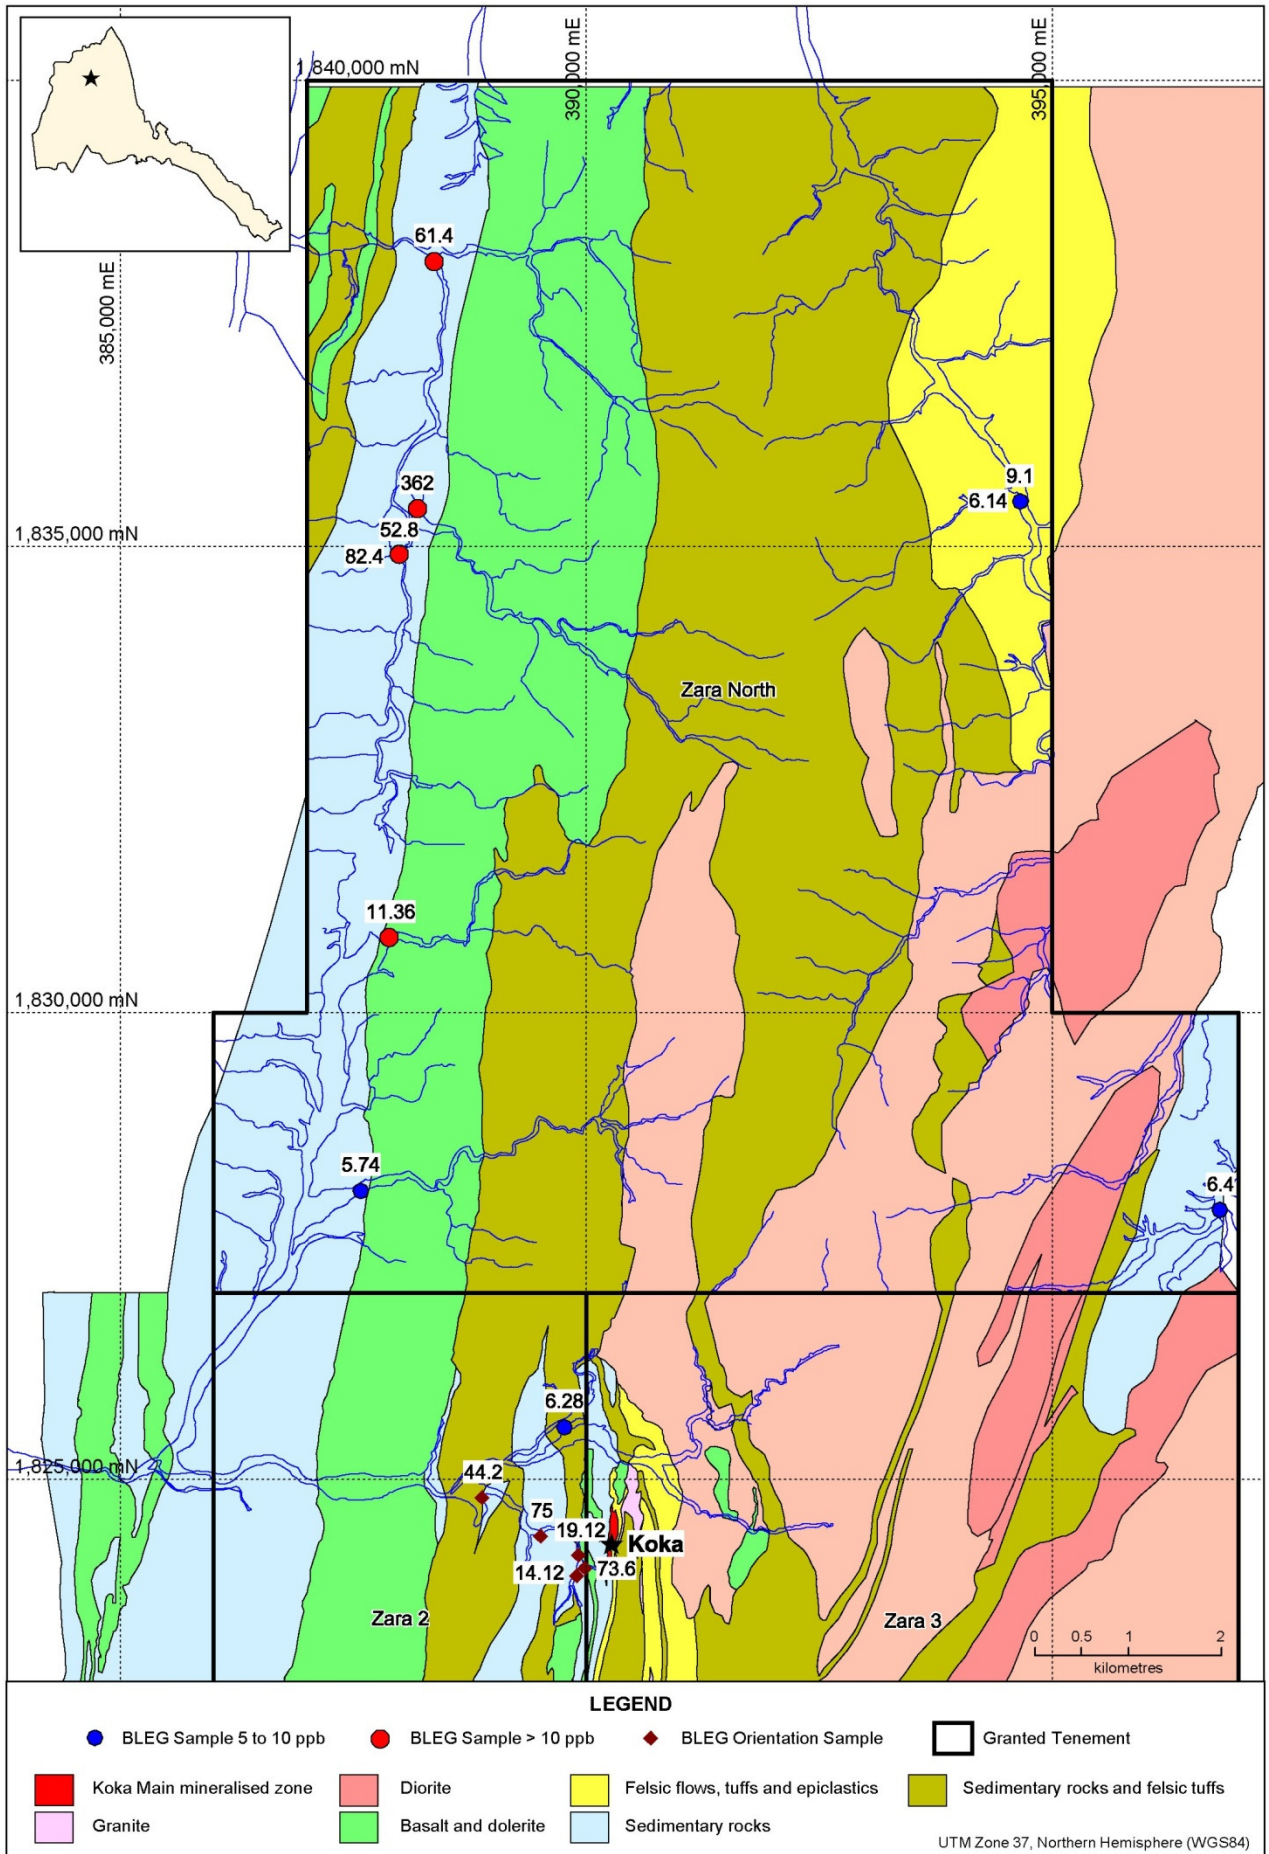 1,840,000 mN
390,000 mE
395,000 mE
385,000 mE
61.4
362
52.8
82.4
9.1
6.14
1,835,000 mN
Zara North
11.36
1,830,000 mN
5.74
6.41
6.28
1,825,000 mN
44.2
75
19.12
Koka
14.12
73.6
Zara 2
Zara 3
0 0.5 1 2
kilometres
LEGEND
BLEG Sample 5 to 10 ppb
BLEG Sample > 10 ppb
BLEG Orientation Sample
Granted Tenement
Koka Main mineralised zone
Diorite
Felsic flows, tuffs and epiclastics
Sedimentary rocks and felsic tuffs
Granite
Basalt and dolerite
Sedimentary rocks
UTM Zone 37, Northern Hemisphere (WGS84)